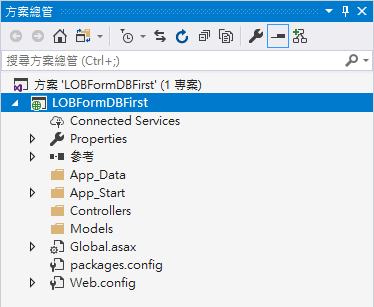 方案總管
搜尋方案總管 (Ctrl+;)
方案 'LOBFormDBFirst' (1 專案)
LOBFormDBFirst
Connected Services
Properties
參考
App_Data
App_Start
Controllers
Models
Global.asax
packages.config
Web.config